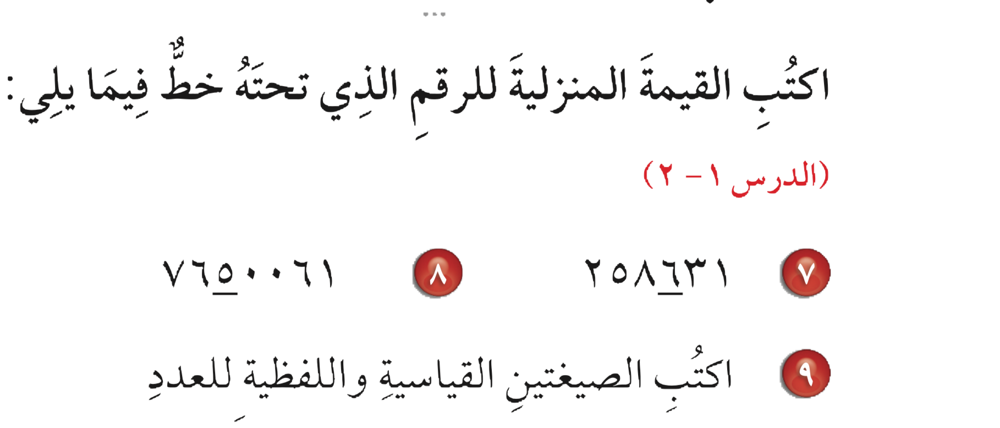 اكتُبِ القيمةَ المنزليةَ للرقمِ الذِي تحتَهُ خطٌّ فِيمَا يلِي :
(الدرس ١ – ٢)
٧ ٢٥٨٦٣١ ٨ ٧٦٥٠٠٦١
٩ اكتُبِ الصيغتينِ القياسيةِ واللفظيةِ للعددِ